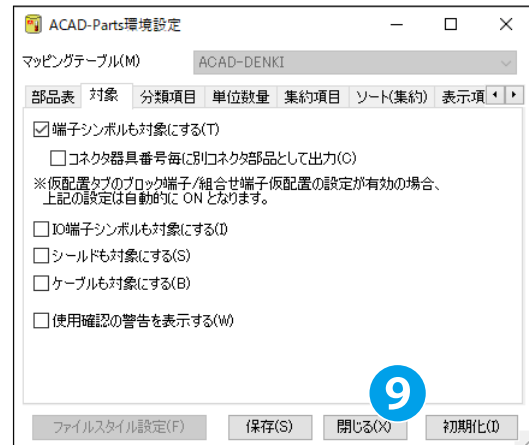 ACAD-Parts環境設定
マッピングテーブル(M) ACAD-DENKI
部品表 対象 分類項目 単位数量 集約項目 ソート(集約) 表示項
端子シンボルも対象にする(T)
コネクタ器具番号毎に別コネクタ部品として出力(C)
※仮配置タブのブロック端子/組合せ端子仮配置の設定が有効の場合、
上記の設定は自動的に ON となります。
IO端子シンボルも対象にする(I)
シールドも対象にする(S)
ケーブルも対象にする(B)
使用確認の警告を表示する(W)
9
ファイルスタイル設定(F) 保存(S) 閉じる(X) 初期化(I)